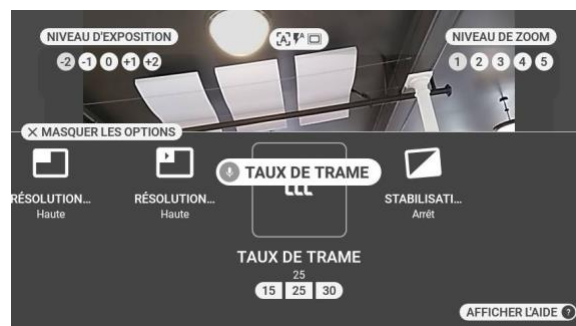 NIVEAU D'EXPOSITION
-2 -1 0 +1 +2
A
A
NIVEAU DE ZOOM
1 2 3 4 5
MASQUER LES OPTIONS
RÉSOLUTION...
Haute
RÉSOLUTION...
Haute
TAUX DE TRAME
STABILISATI...
Arrêt
TAUX DE TRAME
25
15 25 30
AFFICHER L'AIDE ?